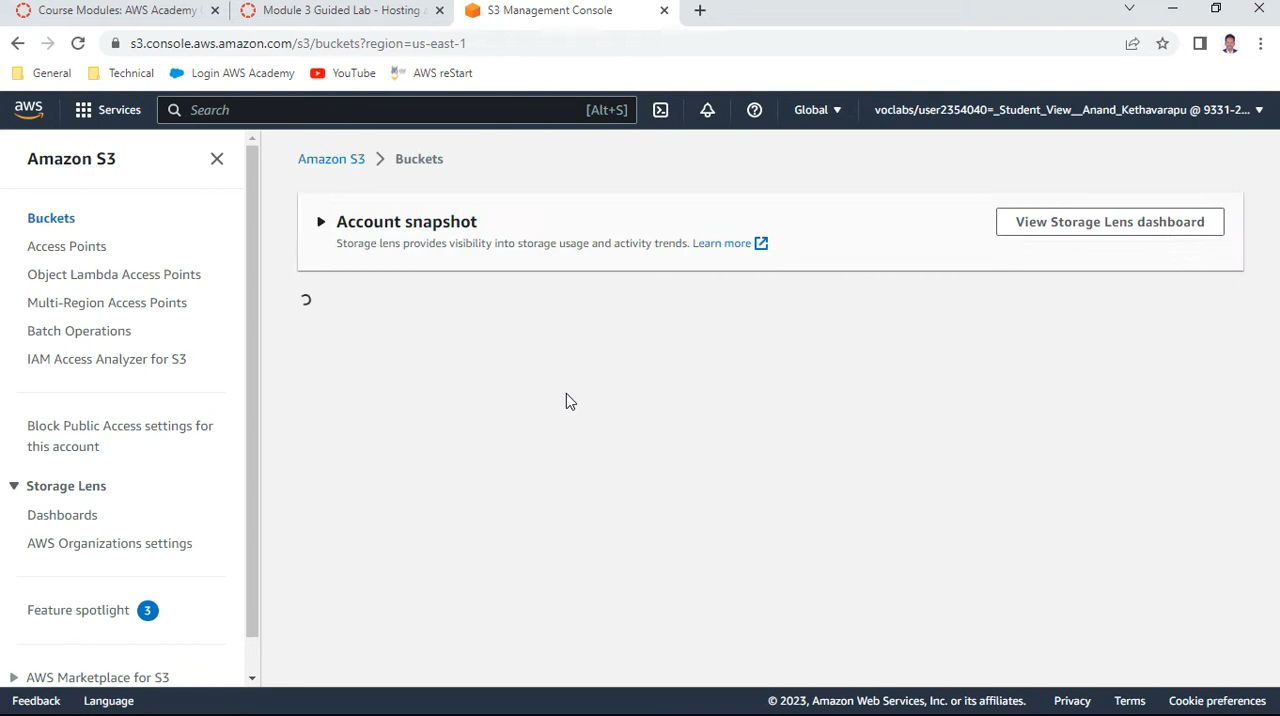 Course Modules: AWS Academy
Module 3 Guided Lab - Hosting a
S3 Management Console
s3.console.aws.amazon.com/s3/buckets?region=us-east-1
General
Technical
Login AWS Academy
YouTube
AWS reStart
aws
Services
Search
[Alt+S]
Global
voclabs/user2354040=_Student_View__Anand_Kethavarapu @ 9331-2...
Amazon S3
Buckets
Access Points
Object Lambda Access Points
Multi-Region Access Points
Batch Operations
IAM Access Analyzer for S3
Block Public Access settings for
this account
Storage Lens
Dashboards
AWS Organizations settings
Feature spotlight 3
AWS Marketplace for S3
Amazon S3 > Buckets
Account snapshot
Storage lens provides visibility into storage usage and activity trends. Learn more
View Storage Lens dashboard
Feedback
Language
© 2023, Amazon Web Services, Inc. or its affiliates.
Privacy
Terms
Cookie preferences